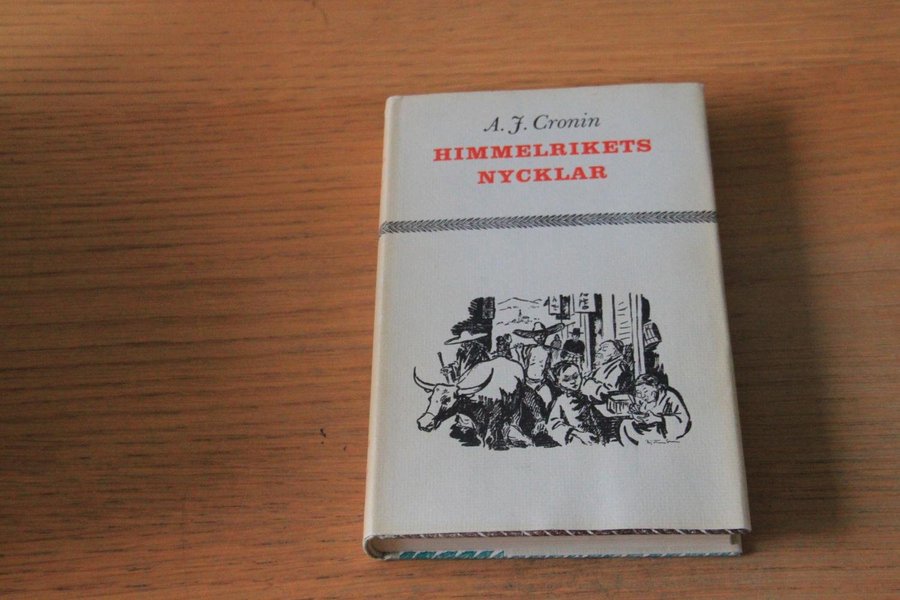 A. J. Cronin
HIMMELRIKETS
NYCKLAR